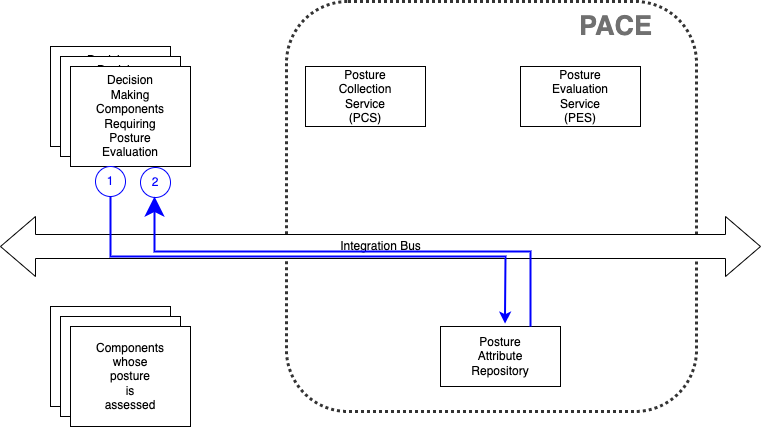 PACE
Decision
Making
Components
Requiring
Posture
Evaluation
Posture
Collection
Service
(PCS)
Posture
Evaluation
Service
(PES)
1
2
Integration Bus
Components
whose
posture
is
assessed
Posture
Attribute
Repository